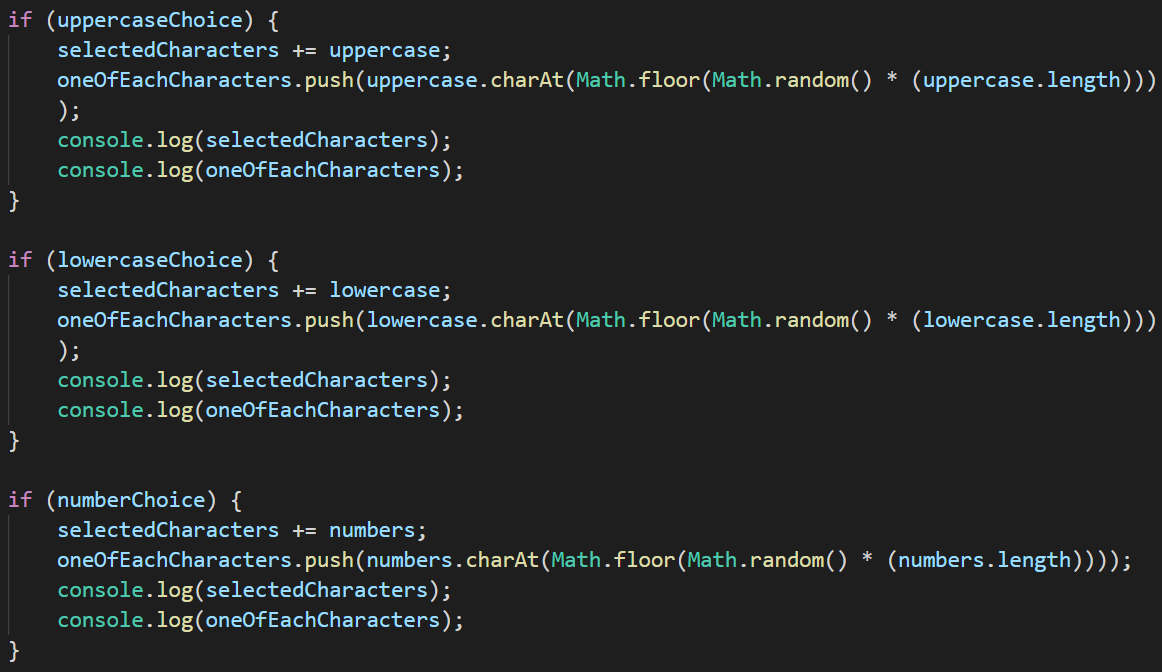 if (uppercaseChoice) {
    selectedCharacters += uppercase;
    oneOfEachCharacters.push(uppercase.charAt(Math.floor(Math.random() * (uppercase.length)))
    );
    console.log(selectedCharacters);
    console.log(oneOfEachCharacters);
}

if (lowercaseChoice) {
    selectedCharacters += lowercase;
    oneOfEachCharacters.push(lowercase.charAt(Math.floor(Math.random() * (lowercase.length)))
    );
    console.log(selectedCharacters);
    console.log(oneOfEachCharacters);
}

if (numberChoice) {
    selectedCharacters += numbers;
    oneOfEachCharacters.push(numbers.charAt(Math.floor(Math.random() * (numbers.length))));
    console.log(selectedCharacters);
    console.log(oneOfEachCharacters);
}